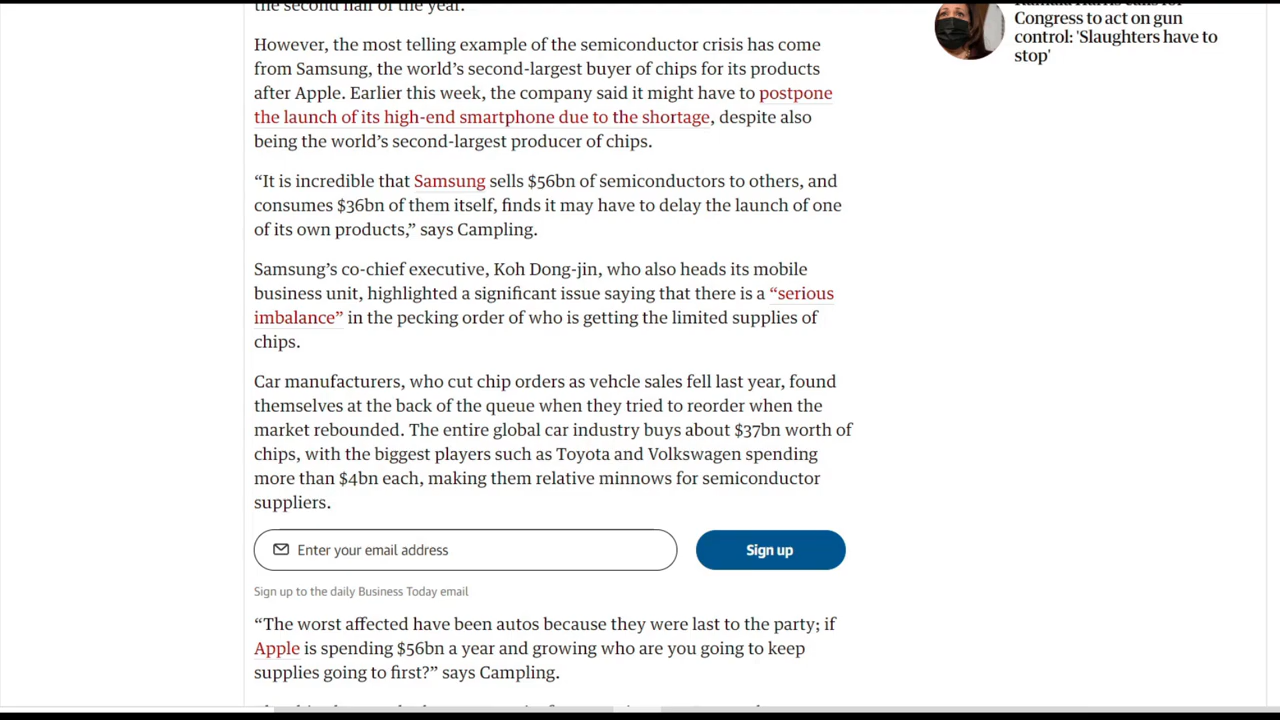 the second half of the year.
However, the most telling example of the semiconductor crisis has come
from Samsung, the world’s second-largest buyer of chips for its products
after Apple. Earlier this week, the company said it might have to postpone
the launch of its high-end smartphone due to the shortage, despite also
being the world’s second-largest producer of chips.
“It is incredible that Samsung sells $56bn of semiconductors to others, and
consumes $36bn of them itself, finds it may have to delay the launch of one
of its own products,” says Campling.
Samsung’s co-chief executive, Koh Dong-jin, who also heads its mobile
business unit, highlighted a significant issue saying that there is a “serious
imbalance” in the pecking order of who is getting the limited supplies of
chips.
Car manufacturers, who cut chip orders as vehcle sales fell last year, found
themselves at the back of the queue when they tried to reorder when the
market rebounded. The entire global car industry buys about $37bn worth of
chips, with the biggest players such as Toyota and Volkswagen spending
more than $4bn each, making them relative minnows for semiconductor
suppliers.
Enter your email address
Sign up
Sign up to the daily Business Today email
“The worst affected have been autos because they were last to the party; if
Apple is spending $56bn a year and growing who are you going to keep
supplies going to first?” says Campling.
Kamala Harris calls for
Congress to act on gun
control: 'Slaughters have to
stop'